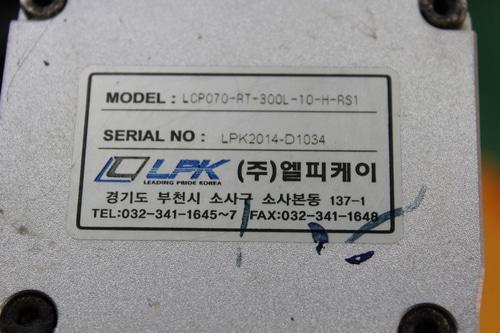 MODEL : LCP070-RT-300L-10-H-RS1
SERIAL NO : LPK2014-D1034
LPK (주)엘피케이
LEADING PRIDE KOREA
경기도 부천시 소사구 소사본동 137-1
TEL:032-341-1645~7 FAX:032-341-1648